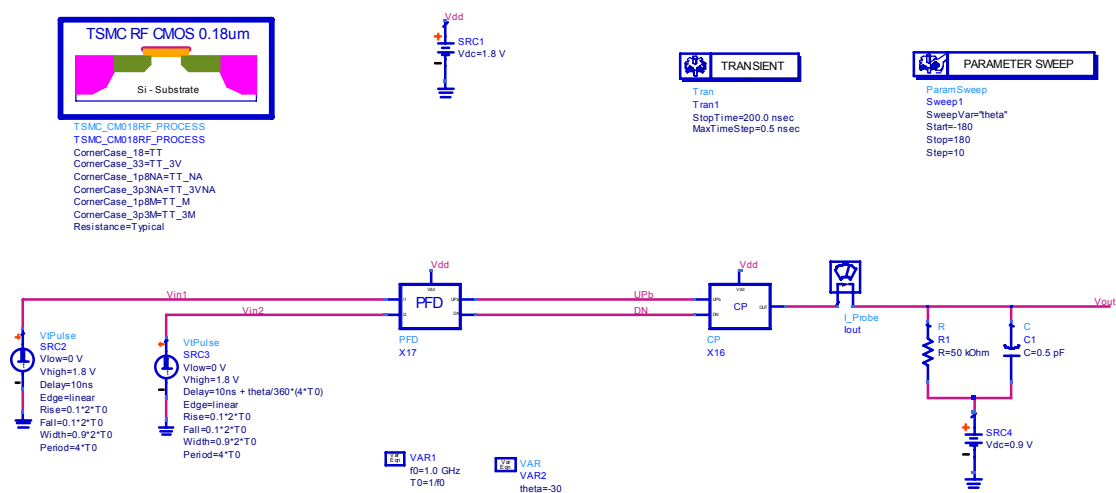 TSMC RF CMOS 0.18um
Si - Substrate
TSMC_CM018RF_PROCESS
TSMC_CM018RF_PROCESS
CornerCase_18=TT
CornerCase_33=TT_3V
CornerCase_1p8NA=TT_NA
CornerCase_3p3NA=TT_3VNA
CornerCase_1p8M=TT_M
CornerCase_3p3M=TT_3M
Resistance=Typical
Vdd
SRC1
Vdc=1.8 V
TRANSIENT
Tran
Tran1
StopTime=200.0 nsec
MaxTimeStep=0.5 nsec
PARAMETER SWEEP
ParamSweep
Sweep1
SweepVar="theta"
Start=-180
Stop=180
Step=10
Vin1
Vin2
VtPulse
SRC2
Vlow=0 V
Vhigh=1.8 V
Delay=10ns
Edge=linear
Rise=0.1*2*T0
Fall=0.1*2*T0
Width=0.9*2*T0
Period=4*T0
VtPulse
SRC3
Vlow=0 V
Vhigh=1.8 V
Delay=10ns + theta/360*(4*T0)
Edge=linear
Rise=0.1*2*T0
Fall=0.1*2*T0
Width=0.9*2*T0
Period=4*T0
Vdd
Vdd
PFD
UPb
DN
PFD
X17
UPb
DN
Vdd
Vdd
UPb
DN
CP
OUT
CP
X16
I_Probe
Iout
Vout
R
R1
R=50 kOhm
C
C1
C=0.5 pF
SRC4
Vdc=0.9 V
Var
Eqn
VAR1
f0=1.0 GHz
T0=1/f0
Var
Eqn
VAR
VAR2
theta=-30